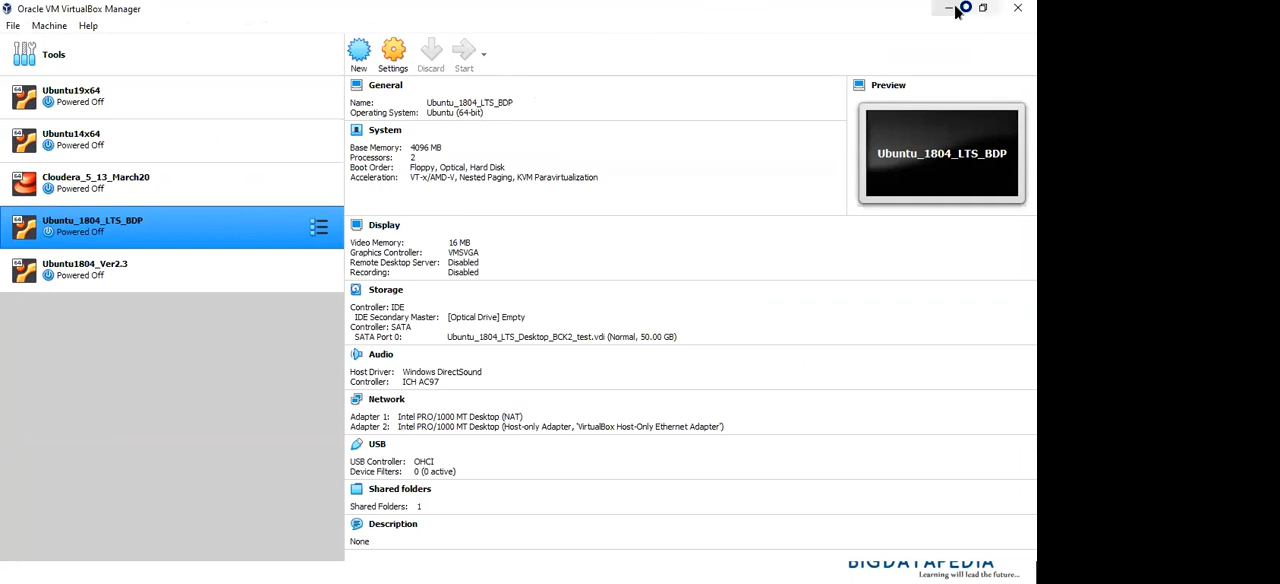 Oracle VM VirtualBox Manager
File Machine Help
Tools
New Settings Discard Start
64 Ubuntu19x64
Powered Off
64 Ubuntu14x64
Powered Off
64 Cloudera_5_13_March20
Powered Off
64 Ubuntu_1804_LTS_BDP
Powered Off
64 Ubuntu1804_Ver2.3
Powered Off
General
Name: Ubuntu_1804_LTS_BDP
Operating System: Ubuntu (64-bit)
System
Base Memory: 4096 MB
Processors: 2
Boot Order: Floppy, Optical, Hard Disk
Acceleration: VT-x/AMD-V, Nested Paging, KVM Paravirtualization
Preview
Ubuntu_1804_LTS_BDP
Display
Video Memory: 16 MB
Graphics Controller: VMSVGA
Remote Desktop Server: Disabled
Recording: Disabled
Storage
Controller: IDE
IDE Secondary Master: [Optical Drive] Empty
Controller: SATA
SATA Port 0: Ubuntu_1804_LTS_Desktop_BCK2_test.vdi (Normal, 50.00 GB)
Audio
Host Driver: Windows DirectSound
Controller: ICH AC97
Network
Adapter 1: Intel PRO/1000 MT Desktop (NAT)
Adapter 2: Intel PRO/1000 MT Desktop (Host-only Adapter, 'VirtualBox Host-Only Ethernet Adapter')
USB
USB Controller: OHCI
Device Filters: 0 (0 active)
Shared folders
Shared Folders: 1
Description
None
BIGDATAPEDIA
Learning will lead the future...